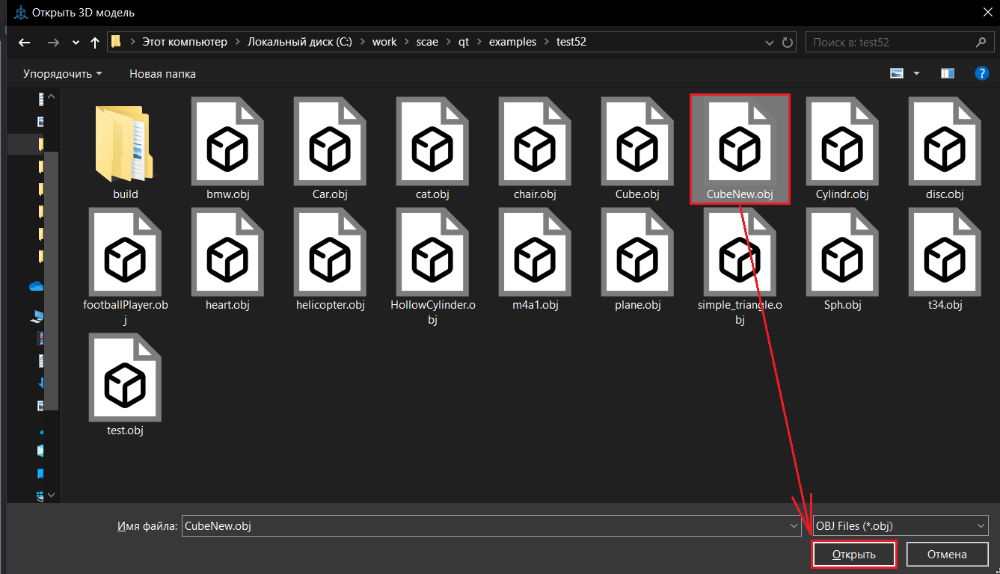 Открыть 3D модель
Этот компьютер
Локальный диск (C:)
work
scae
qt
examples
test52
Поиск в: test52
Упорядочить
Новая папка
?
build
bmw.obj
Car.obj
cat.obj
chair.obj
Cube.obj
CubeNew.obj
Cylindr.obj
disc.obj
footballPlayer.ob
j
heart.obj
helicopter.obj
HollowCylinder.o
bj
m4a1.obj
plane.obj
simple_triangle.o
bj
Sph.obj
t34.obj
test.obj
Имя файла:
CubeNew.obj
OBJ Files (*.obj)
Открыть
Отмена